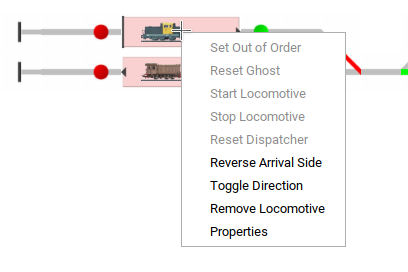 Set Out of Order
Reset Ghost
Start Locomotive
Stop Locomotive
Reset Dispatcher
Reverse Arrival Side
Toggle Direction
Remove Locomotive
Properties